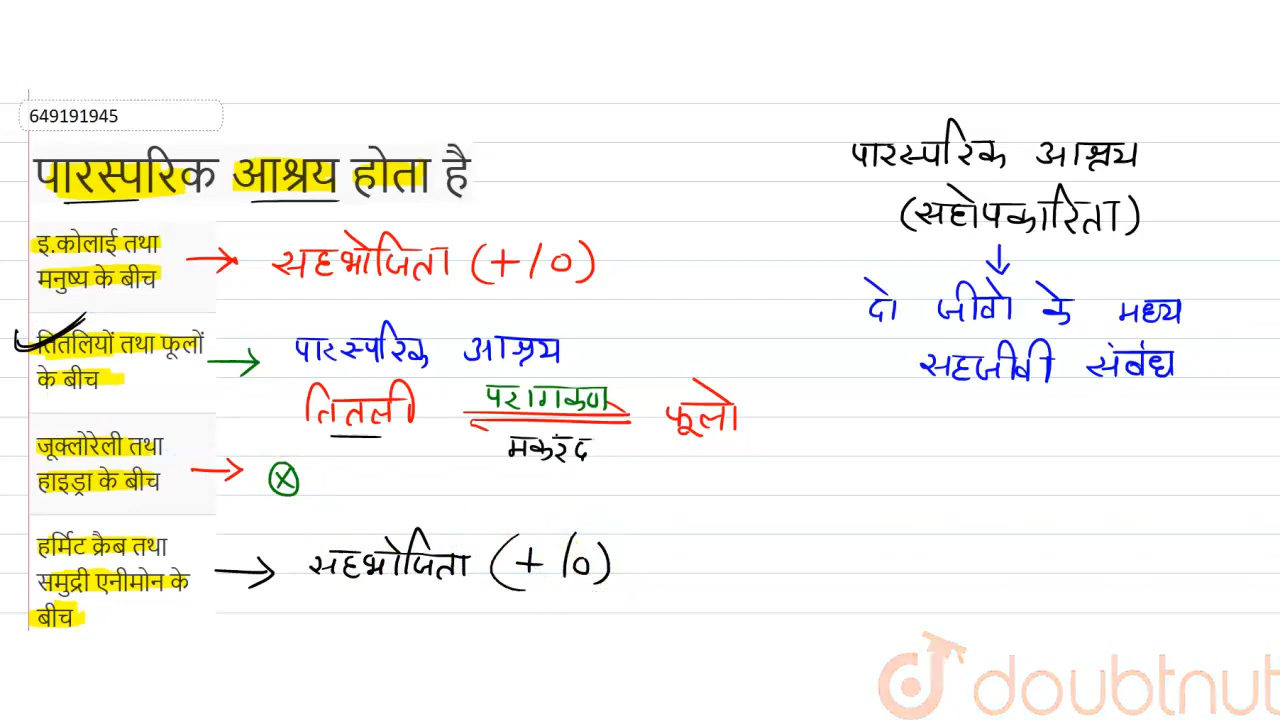 649191945
पारस्परिक आश्रय होता है
इ.कोलाई तथा
मनुष्य के बीच
सहभोजिता (+/0)
तितलियों तथा फूलों
के बीच
पारस्परिक आश्रय
तितली परागकण फूलो
मकरंद
जूक्लोरेली तथा
हाइड्रा के बीच
हर्मिट क्रैब तथा
समुद्री एनीमोन के
बीच
सहभोजिता (+/0)
पारस्परिक आश्रय
(सहोपकारिता)
दो जीवो के मध्य
सहजीवी संबंध
doubtnut